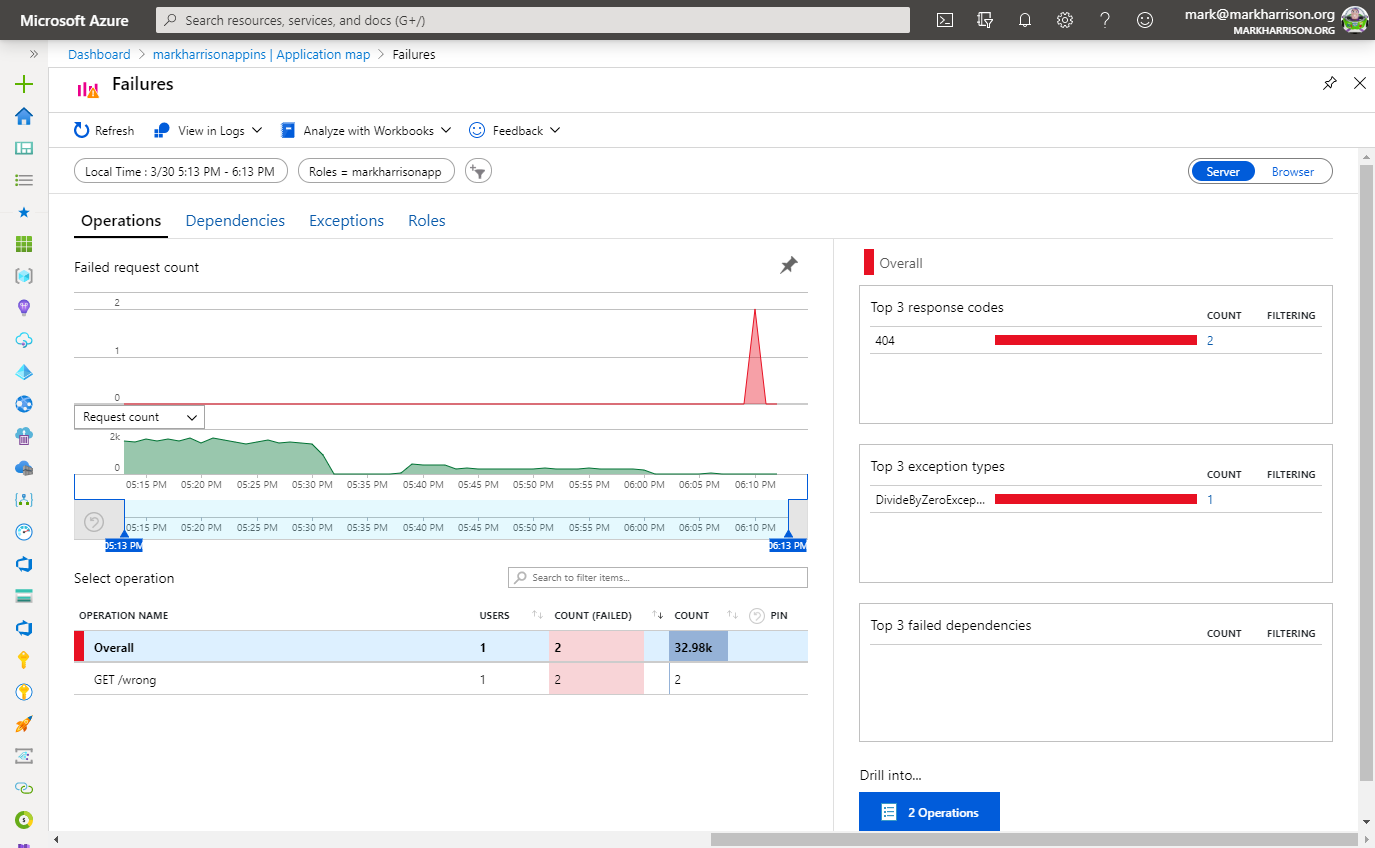 Microsoft Azure
Search resources, services, and docs (G+/)
mark@markharrison.org
MARKHARRISON.ORG
Dashboard > markharrisonappins | Application map > Failures
Failures
Refresh View in Logs Analyze with Workbooks Feedback
Local Time : 3/30 5:13 PM - 6:13 PM Roles = markharrisonapp
Server Browser
Operations Dependencies Exceptions Roles
Failed request count
2
1
0
Request count
2k
0
05:15 PM 05:20 PM 05:25 PM 05:30 PM 05:35 PM 05:40 PM 05:45 PM 05:50 PM 05:55 PM 06:00 PM 06:05 PM 06:10 PM
05:15 PM 05:20 PM 05:25 PM 05:30 PM 05:35 PM 05:40 PM 05:45 PM 05:50 PM 05:55 PM 06:00 PM 06:05 PM 06:10 PM
05:13 PM 06:13 PM
Select operation
Search to filter items...
OPERATION NAME USERS COUNT (FAILED) COUNT PIN
Overall 1 2 32.98k
GET /wrong 1 2 2
Overall
Top 3 response codes
COUNT FILTERING
404 2
Top 3 exception types
COUNT FILTERING
DivideByZeroExcep... 1
Top 3 failed dependencies
COUNT FILTERING
Drill into...
2 Operations